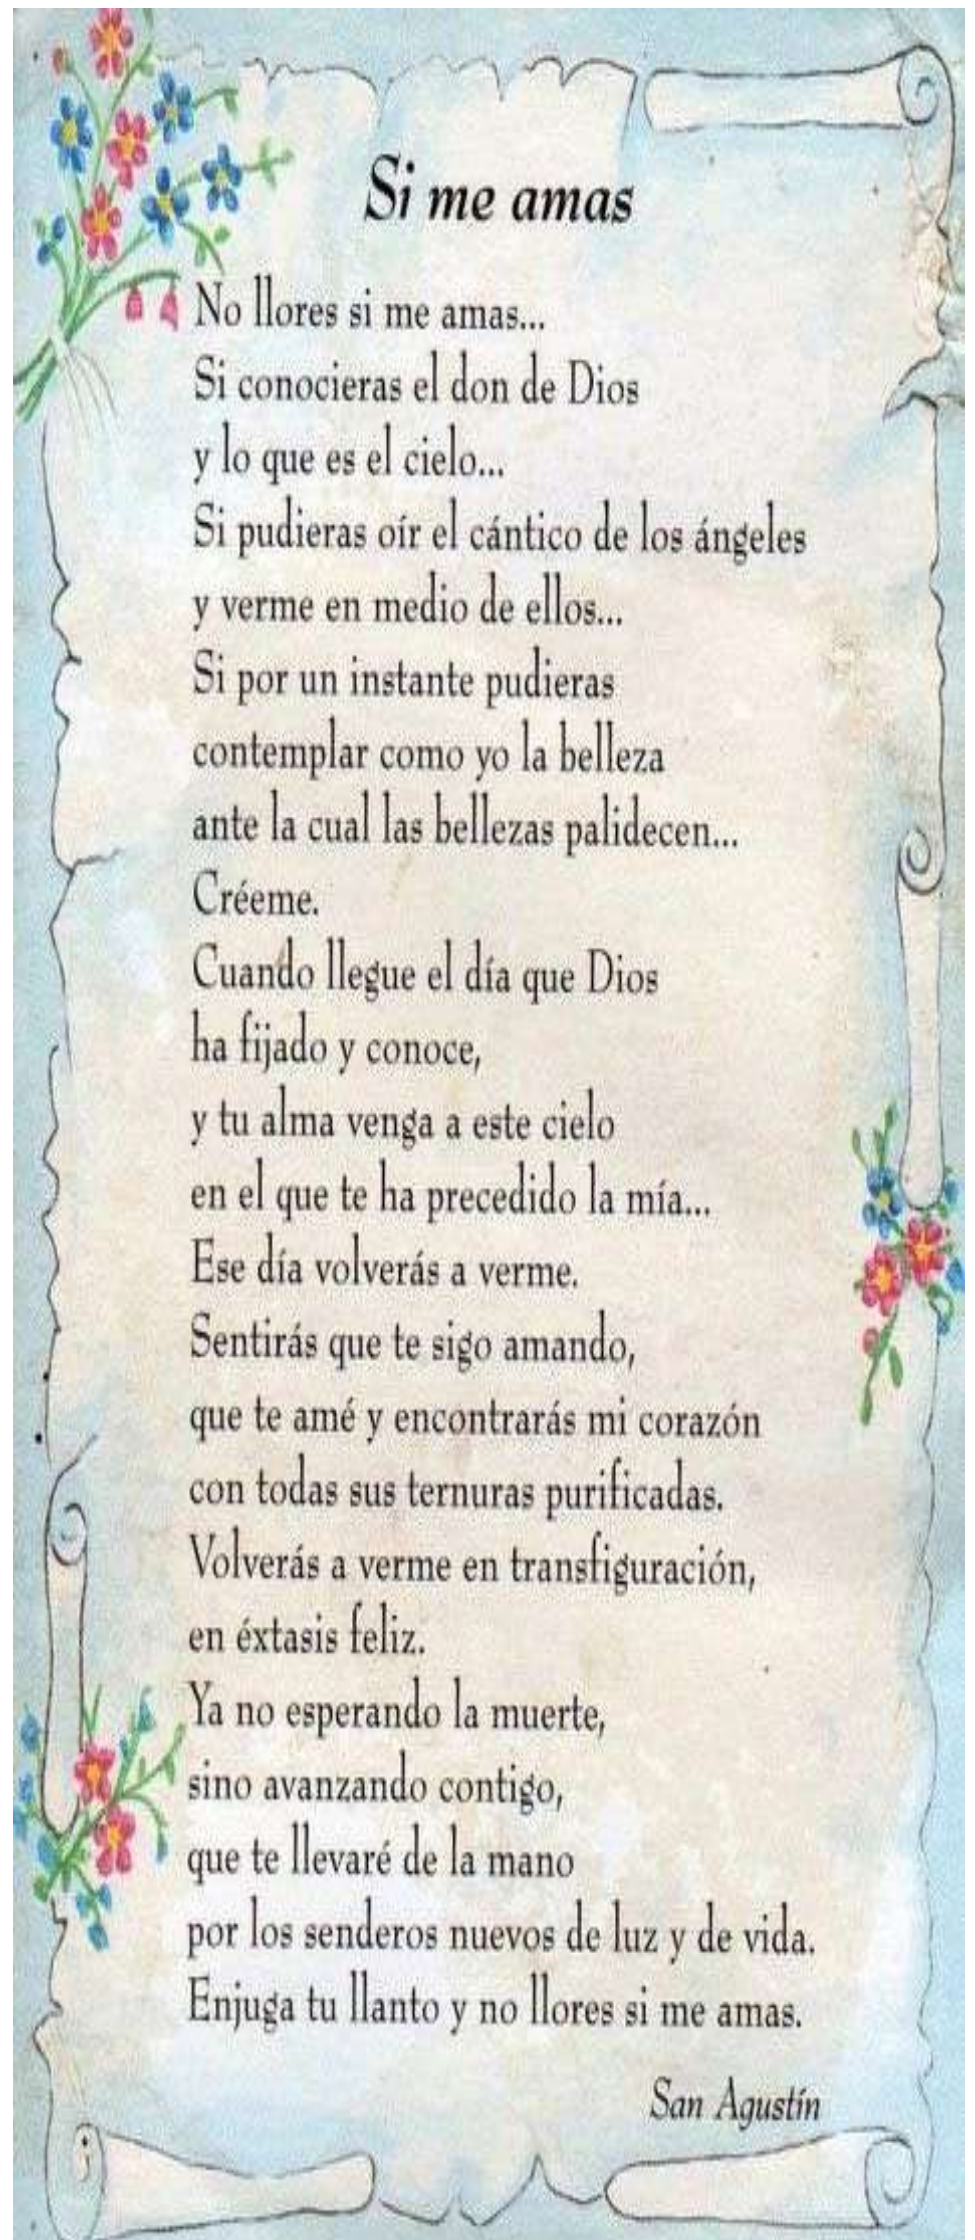 Si me amas
No llores si me amas...
Si conocieras el don de Dios
y lo que es el cielo...
Si pudieras oír el cántico de los ángeles
y verme en medio de ellos...
Si por un instante pudieras
contemplar como yo la belleza
ante la cual las bellezas palidecen...
Créeme.
Cuando llegue el día que Dios
ha fijado y conoce,
y tu alma venga a este cielo
en el que te ha precedido la mía...
Ese día volverás a verme.
Sentirás que te sigo amando,
que te amé y encontrarás mi corazón
con todas sus ternuras purificadas.
Volverás a verme en transfiguración,
en éxtasis feliz.
Ya no esperando la muerte,
sino avanzando contigo,
que te llevaré de la mano
por los senderos nuevos de luz y de vida.
Enjuga tu llanto y no llores si me amas.
San Agustín